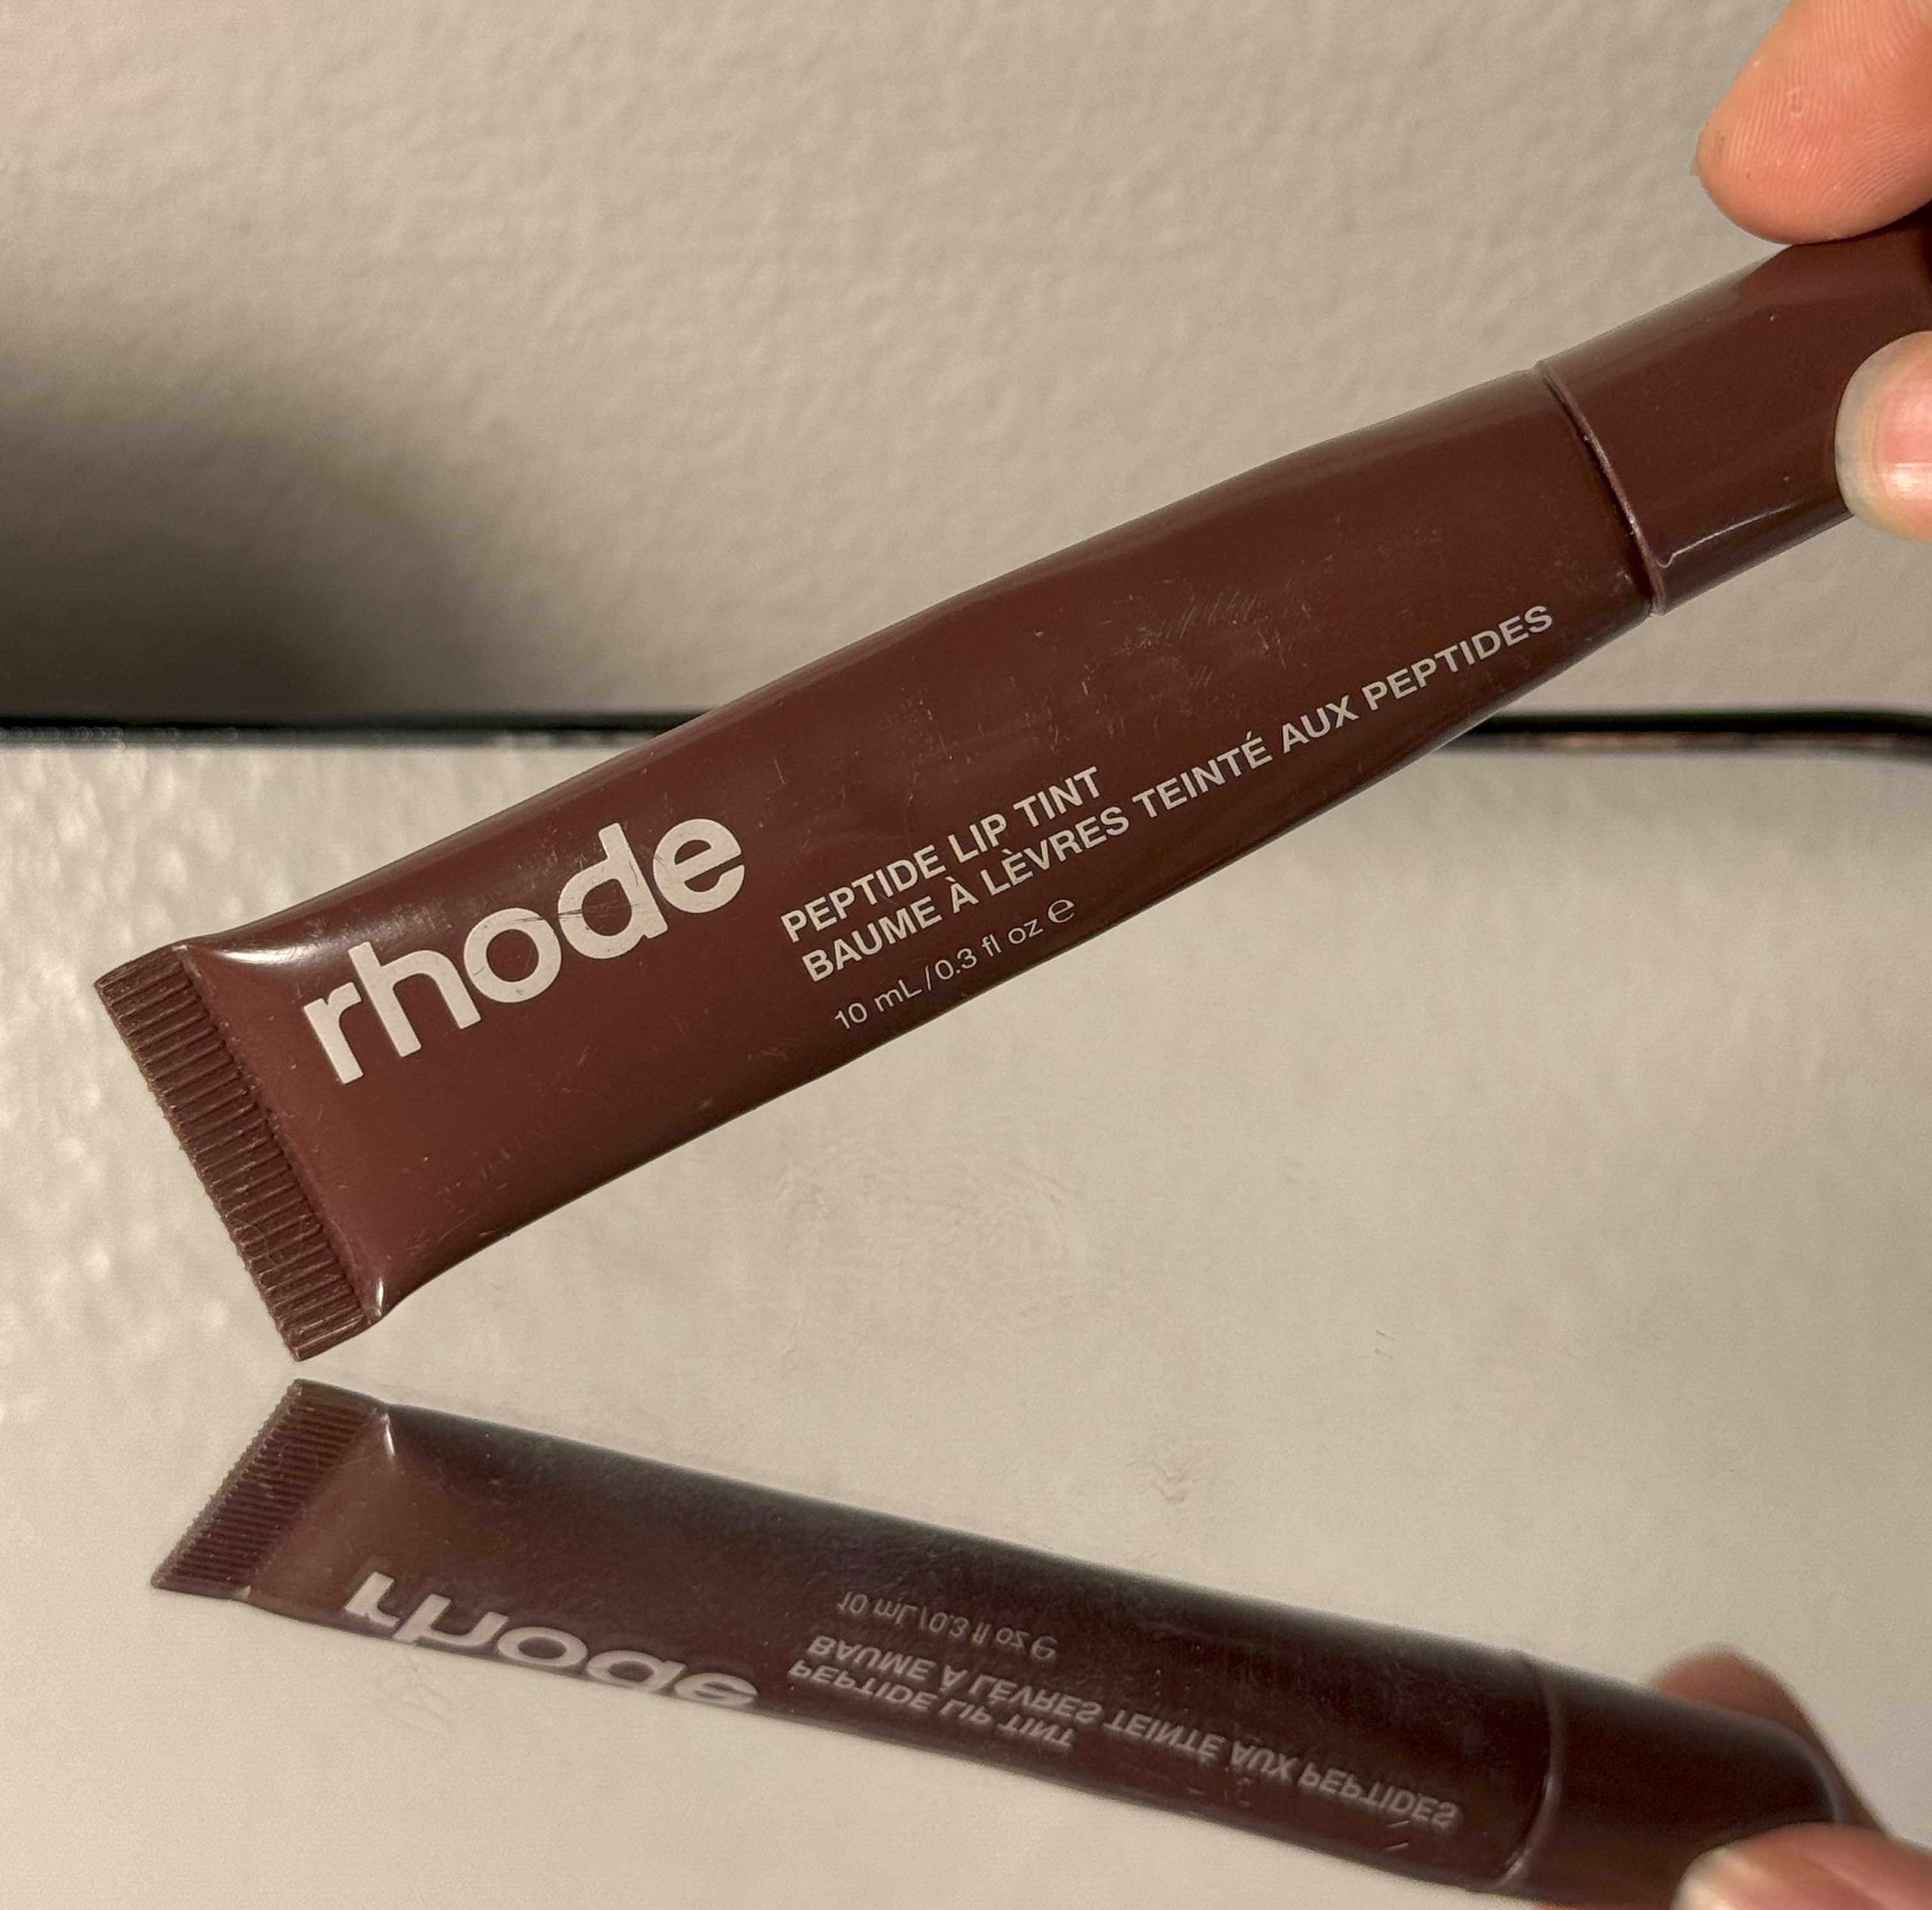 rhode
PEPTIDE LIP TINT
BAUME À LÈVRES TEINTÉ AUX PEPTIDES
10 mL / 0.3 fl oz ℮